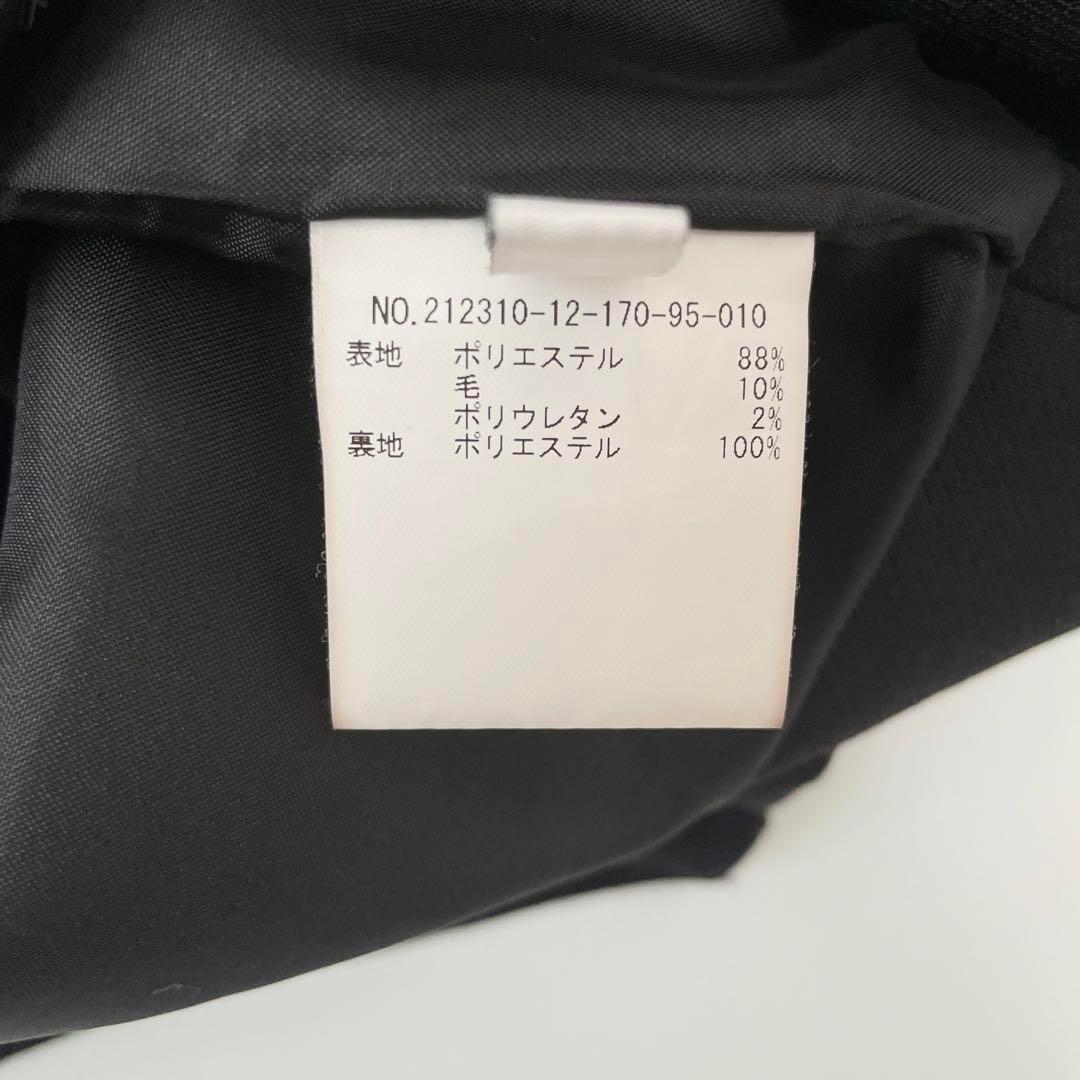 NO.212310-12-170-95-010
表地 ポリエステル 88%
毛 10%
ポリウレタン 2%
裏地 ポリエステル 100%